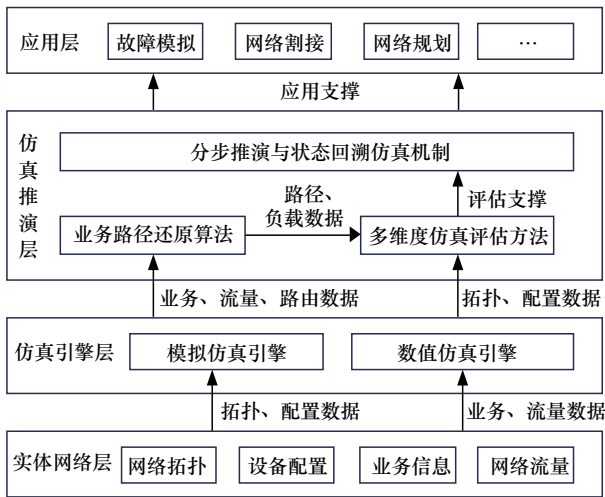 应用层
故障模拟
网络割接
网络规划
…
应用支撑
仿真推演层
分步推演与状态回溯仿真机制
路径、
负载数据
评估支撑
业务路径还原算法
多维度仿真评估方法
业务、流量、路由数据
拓扑、配置数据
仿真引擎层
模拟仿真引擎
数值仿真引擎
拓扑、配置数据
业务、流量数据
实体网络层
网络拓扑
设备配置
业务信息
网络流量